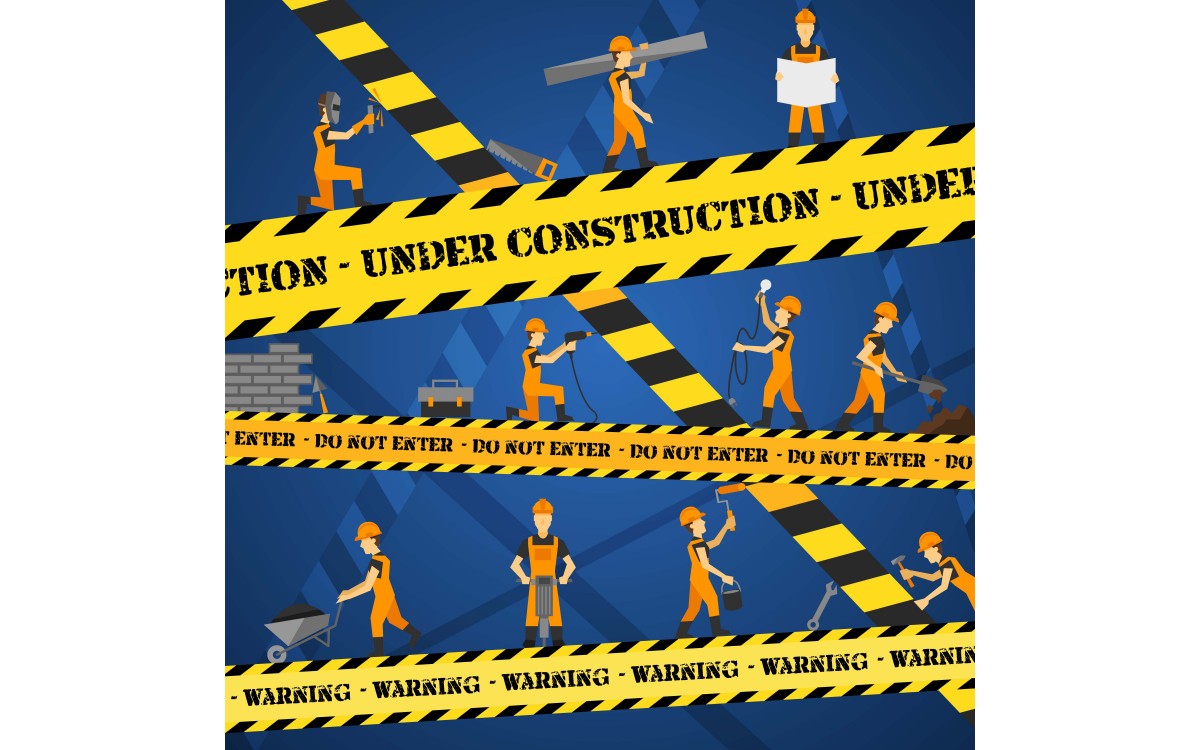 CTION - UNDER CONSTRUCTION - UNDER
T ENTER - DO NOT ENTER - DO NOT ENTER - DO NOT ENTER - DO NOT ENTER - DO
- WARNING - WARNING - WARNING - WARNING - WARNING - WARNIN